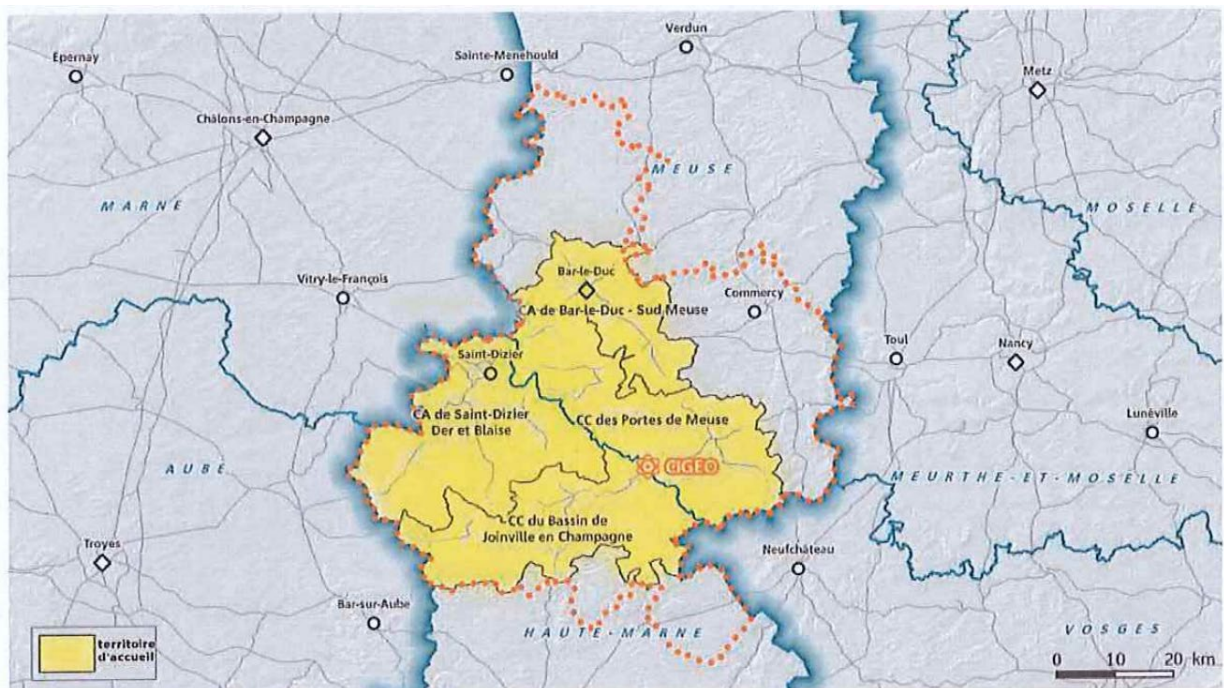 Verdun
Sainte-Menehould
Épernay
Metz
Châlons-en-Champagne
MEUSE
MARNE
MOSELLE
Bar-le-Duc
Vitry-le-François
Commercy
CA de Bar-le-Duc - Sud Meuse
Saint-Dizier
Toul
Nancy
CA de Saint-Dizier
Der et Blaise
CC des Portes de Meuse
Lunéville
CIGEO
AUBE
MEURTHE-ET-MOSELLE
CC du Bassin de
Joinville en Champagne
Troyes
Neufchâteau
Bar-sur-Aube
HAUTE-MARNE
VOSGES
territoire
d'accueil
0 10 20 km